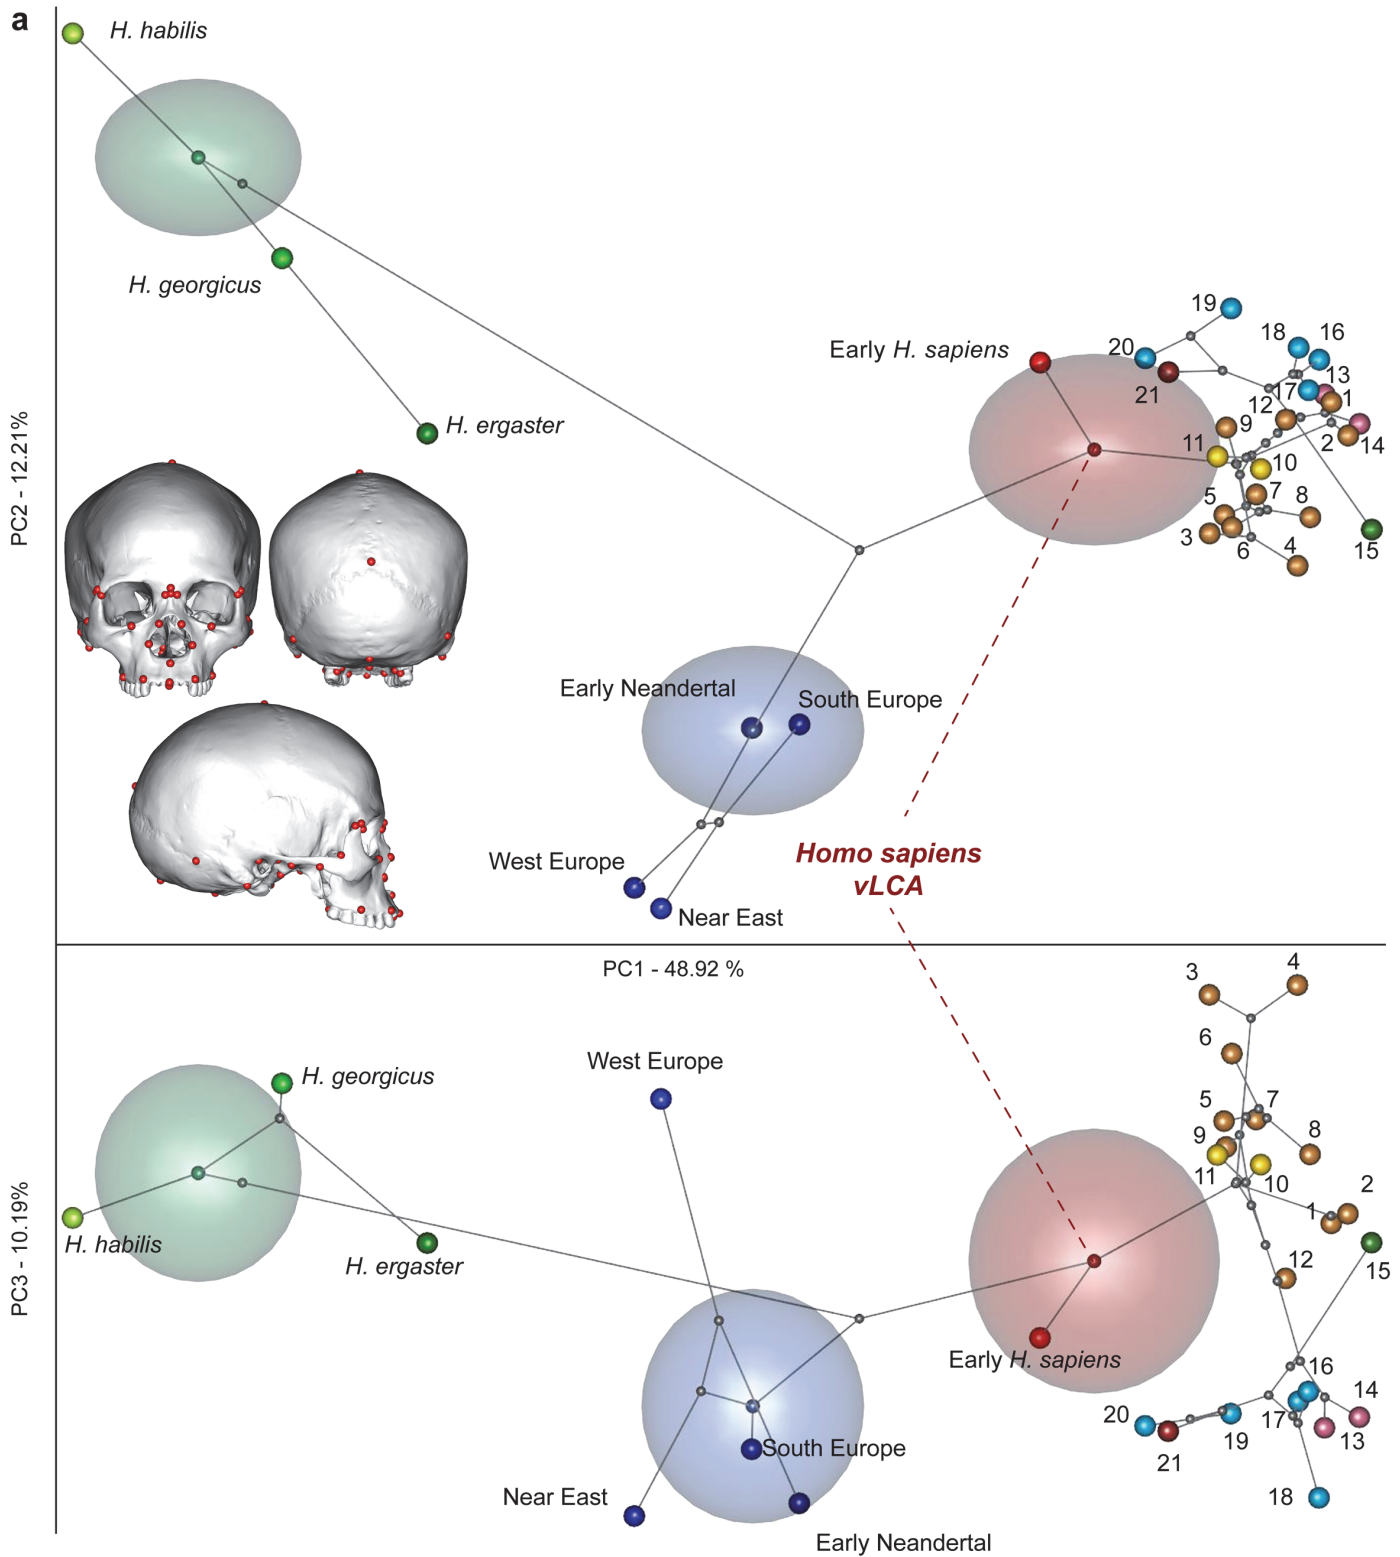 a
H. habilis
H. georgicus
H. ergaster
PC2 - 12.21%
Early H. sapiens
19
20
21
18
16
17
13
1
12
2
14
9
11
10
5
7
8
3
6
4
15
Early Neandertal
South Europe
West Europe
Near East
Homo sapiens
vLCA
PC1 - 48.92 %
PC3 - 10.19%
3
4
6
5
7
9
8
11
10
1
2
12
15
West Europe
H. georgicus
H. habilis
H. ergaster
Early H. sapiens
16
14
20
17
13
19
21
18
South Europe
Near East
Early Neandertal